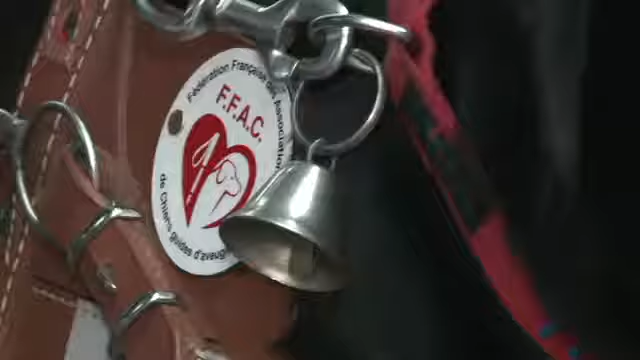 Fédération Française des Associations
F.F.A.C.
de Chiens guides d'aveugles